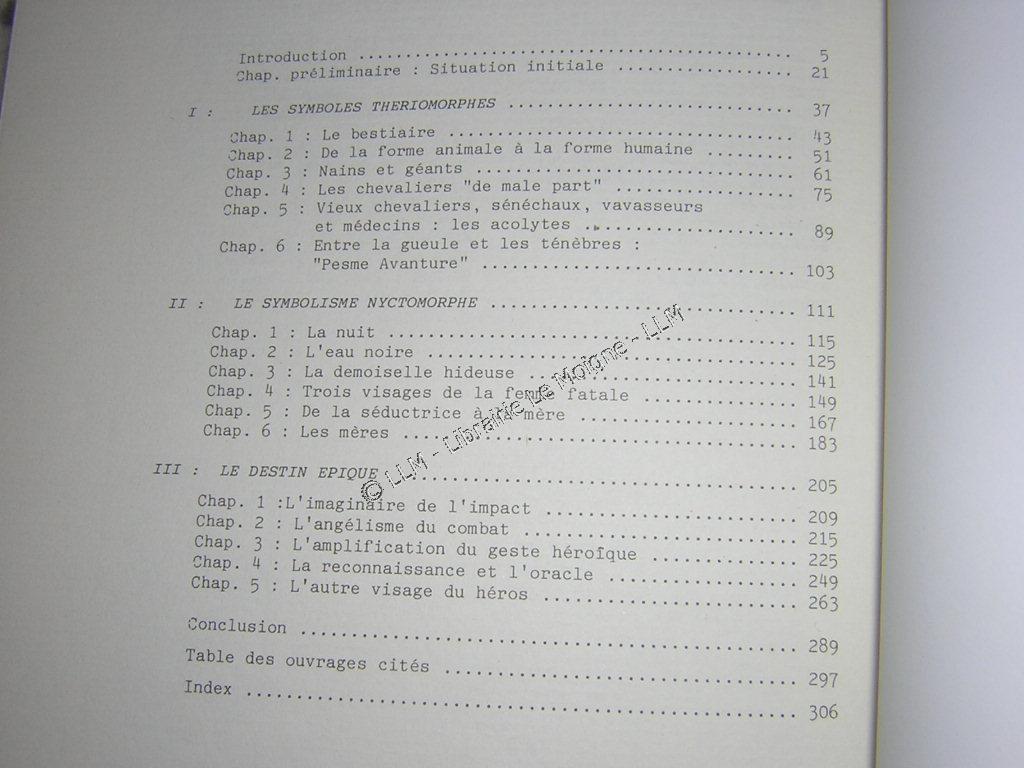 Introduction ........................................ 5
Chap. préliminaire : Situation initiale ................. 21
I : LES SYMBOLES THERIOMORPHES ............................. 37
Chap. 1 : Le bestiaire .................................. 43
Chap. 2 : De la forme animale à la forme humaine ......... 51
Chap. 3 : Nains et géants ............................... 61
Chap. 4 : Les chevaliers "de male part" .................. 75
Chap. 5 : Vieux chevaliers, sénéchaux, vavasseurs
et médecins : les acolytes ..................... 89
Chap. 6 : Entre la gueule et les ténèbres :
"Pesme Avanture" ............................... 103
II : LE SYMBOLISME NYCTOMORPHE .............................. 111
Chap. 1 : La nuit ........................................ 115
Chap. 2 : L'eau noire .................................... 125
Chap. 3 : La demoiselle hideuse .......................... 141
Chap. 4 : Trois visages de la femme fatale ............... 149
Chap. 5 : De la séductrice à la mère ..................... 167
Chap. 6 : Les mères ...................................... 183
III : LE DESTIN EPIQUE ........................................ 205
Chap. 1 :L'imaginaire de l'impact ........................ 209
Chap. 2 : L'angélisme du combat .......................... 215
Chap. 3 : L'amplification du geste héroïque .............. 225
Chap. 4 : La reconnaissance et l'oracle .................. 249
Chap. 5 : L'autre visage du héros ........................ 263
Conclusion ................................................ 289
Table des ouvrages cités .................................. 297
Index ..................................................... 306
© LLM - Librairie Le Moigne - LLM